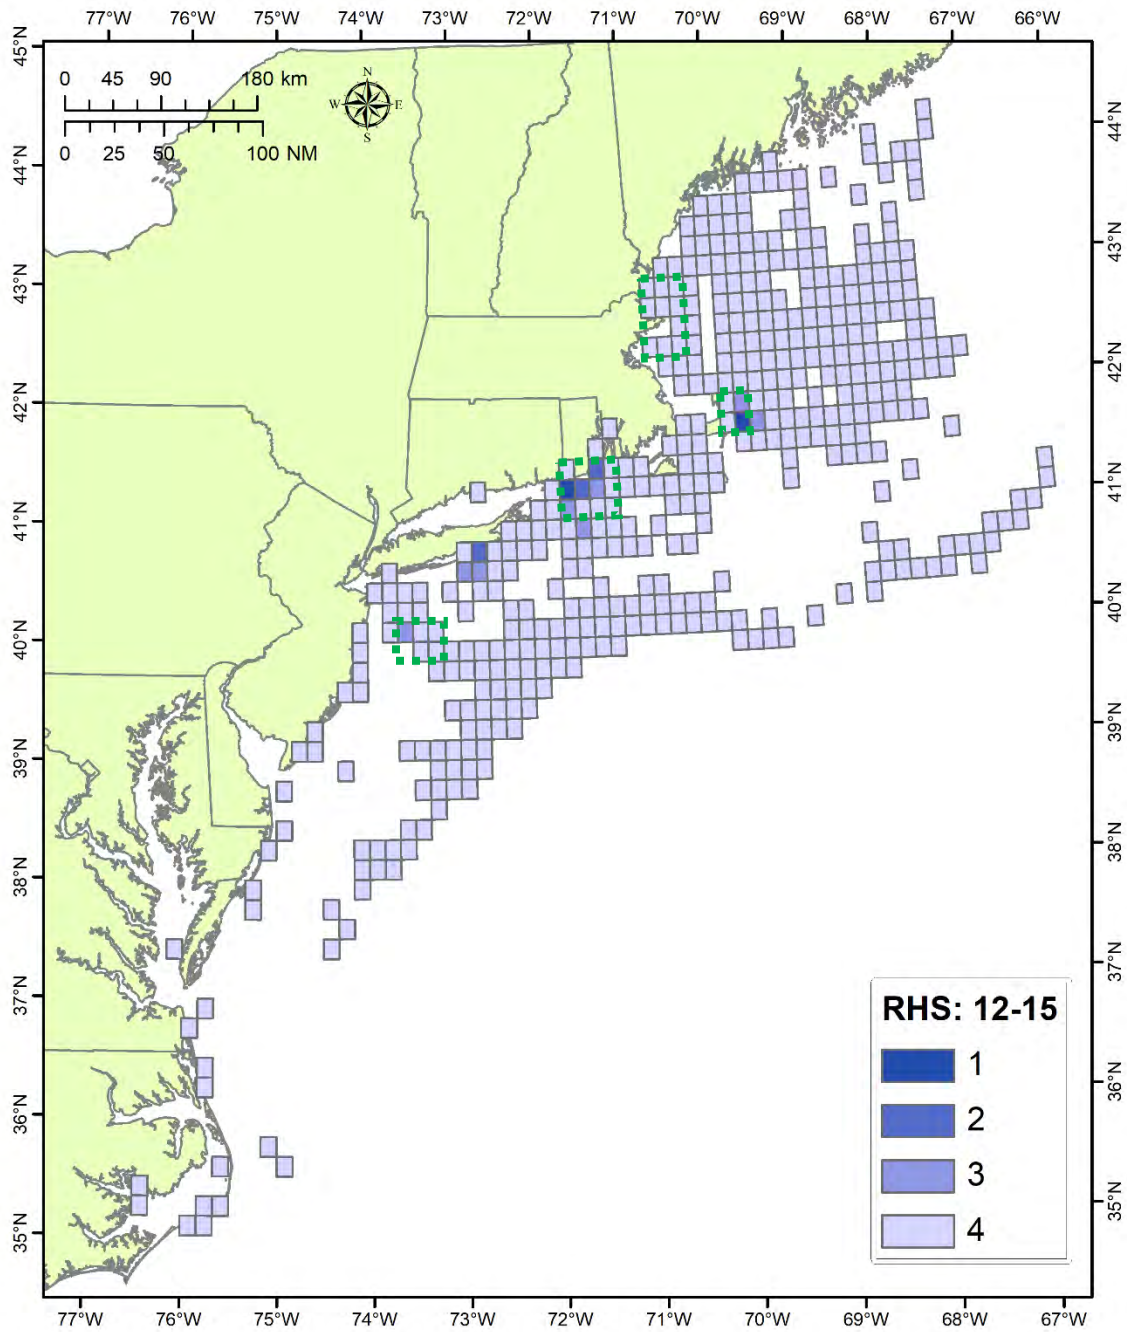 77°W 76°W 75°W 74°W 73°W 72°W 71°W 70°W 69°W 68°W 67°W 66°W
45°N
0 45 90 180 km
N
W E
S
0 25 50 100 NM
44°N
44°N
43°N
43°N
42°N
42°N
41°N
41°N
40°N
40°N
39°N
39°N
38°N
38°N
37°N
37°N
36°N
36°N
35°N
35°N
RHS: 12-15
1
2
3
4
77°W 76°W 75°W 74°W 73°W 72°W 71°W 70°W 69°W 68°W 67°W